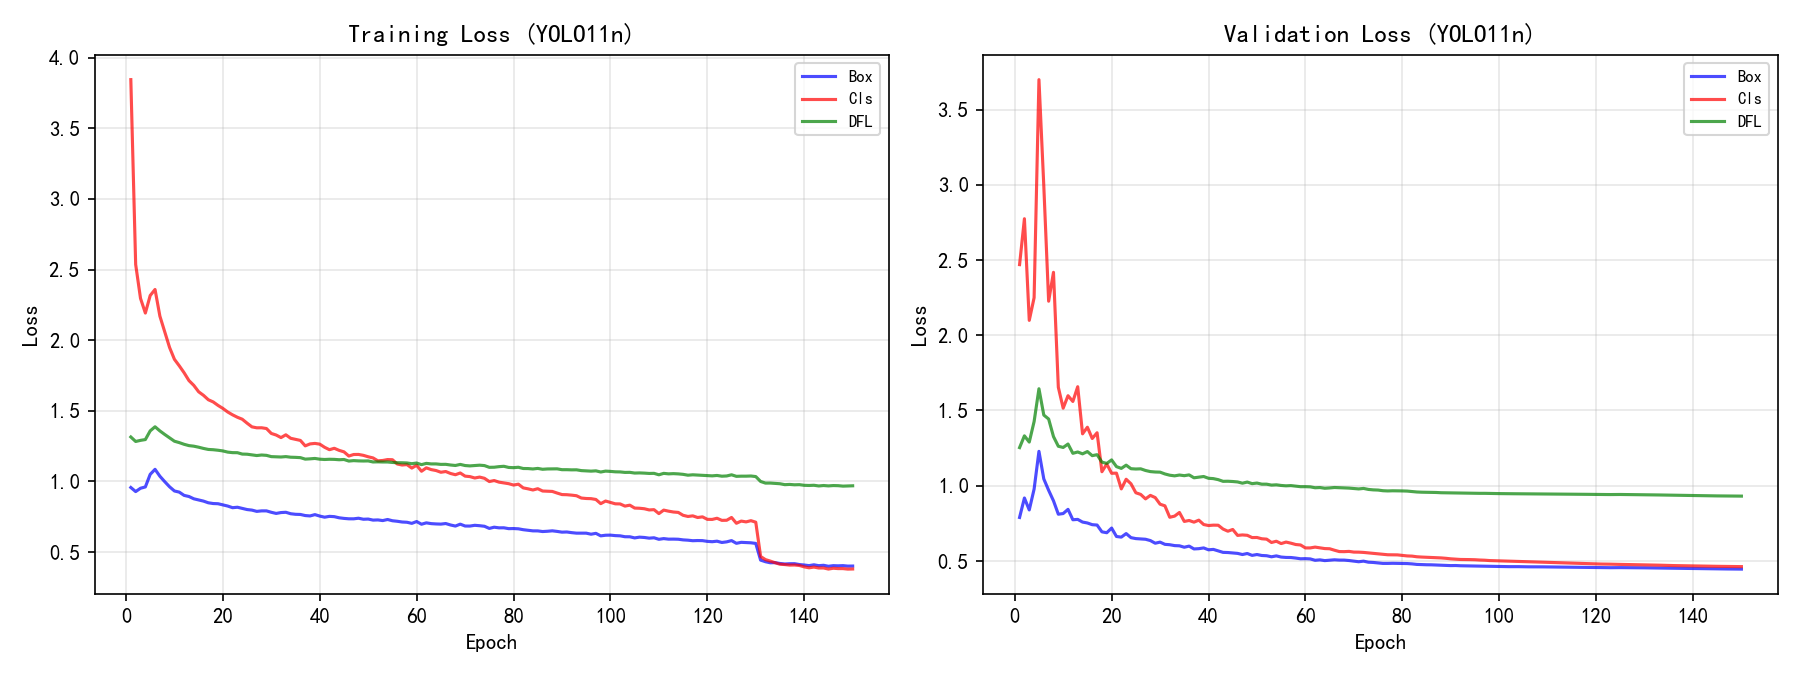 Training Loss (YOLO11n)
4.0
3.5
3.0
2.5
2.0
1.5
1.0
0.5
Loss
Box
Cls
DFL
0 20 40 60 80 100 120 140
Epoch
Validation Loss (YOLO11n)
3.5
3.0
2.5
2.0
1.5
1.0
0.5
Loss
Box
Cls
DFL
0 20 40 60 80 100 120 140
Epoch